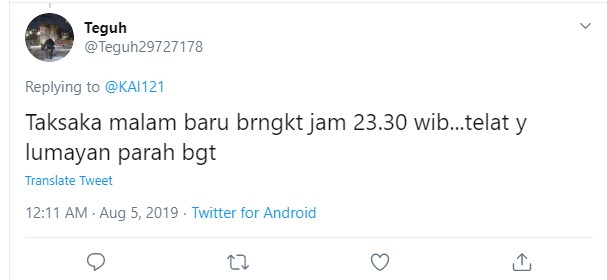 Teguh
@Teguh29727178
Replying to @KAI121
Taksaka malam baru brngkt jam 23.30 wib...telat y
lumayan parah bgt
Translate Tweet
12:11 AM · Aug 5, 2019 · Twitter for Android